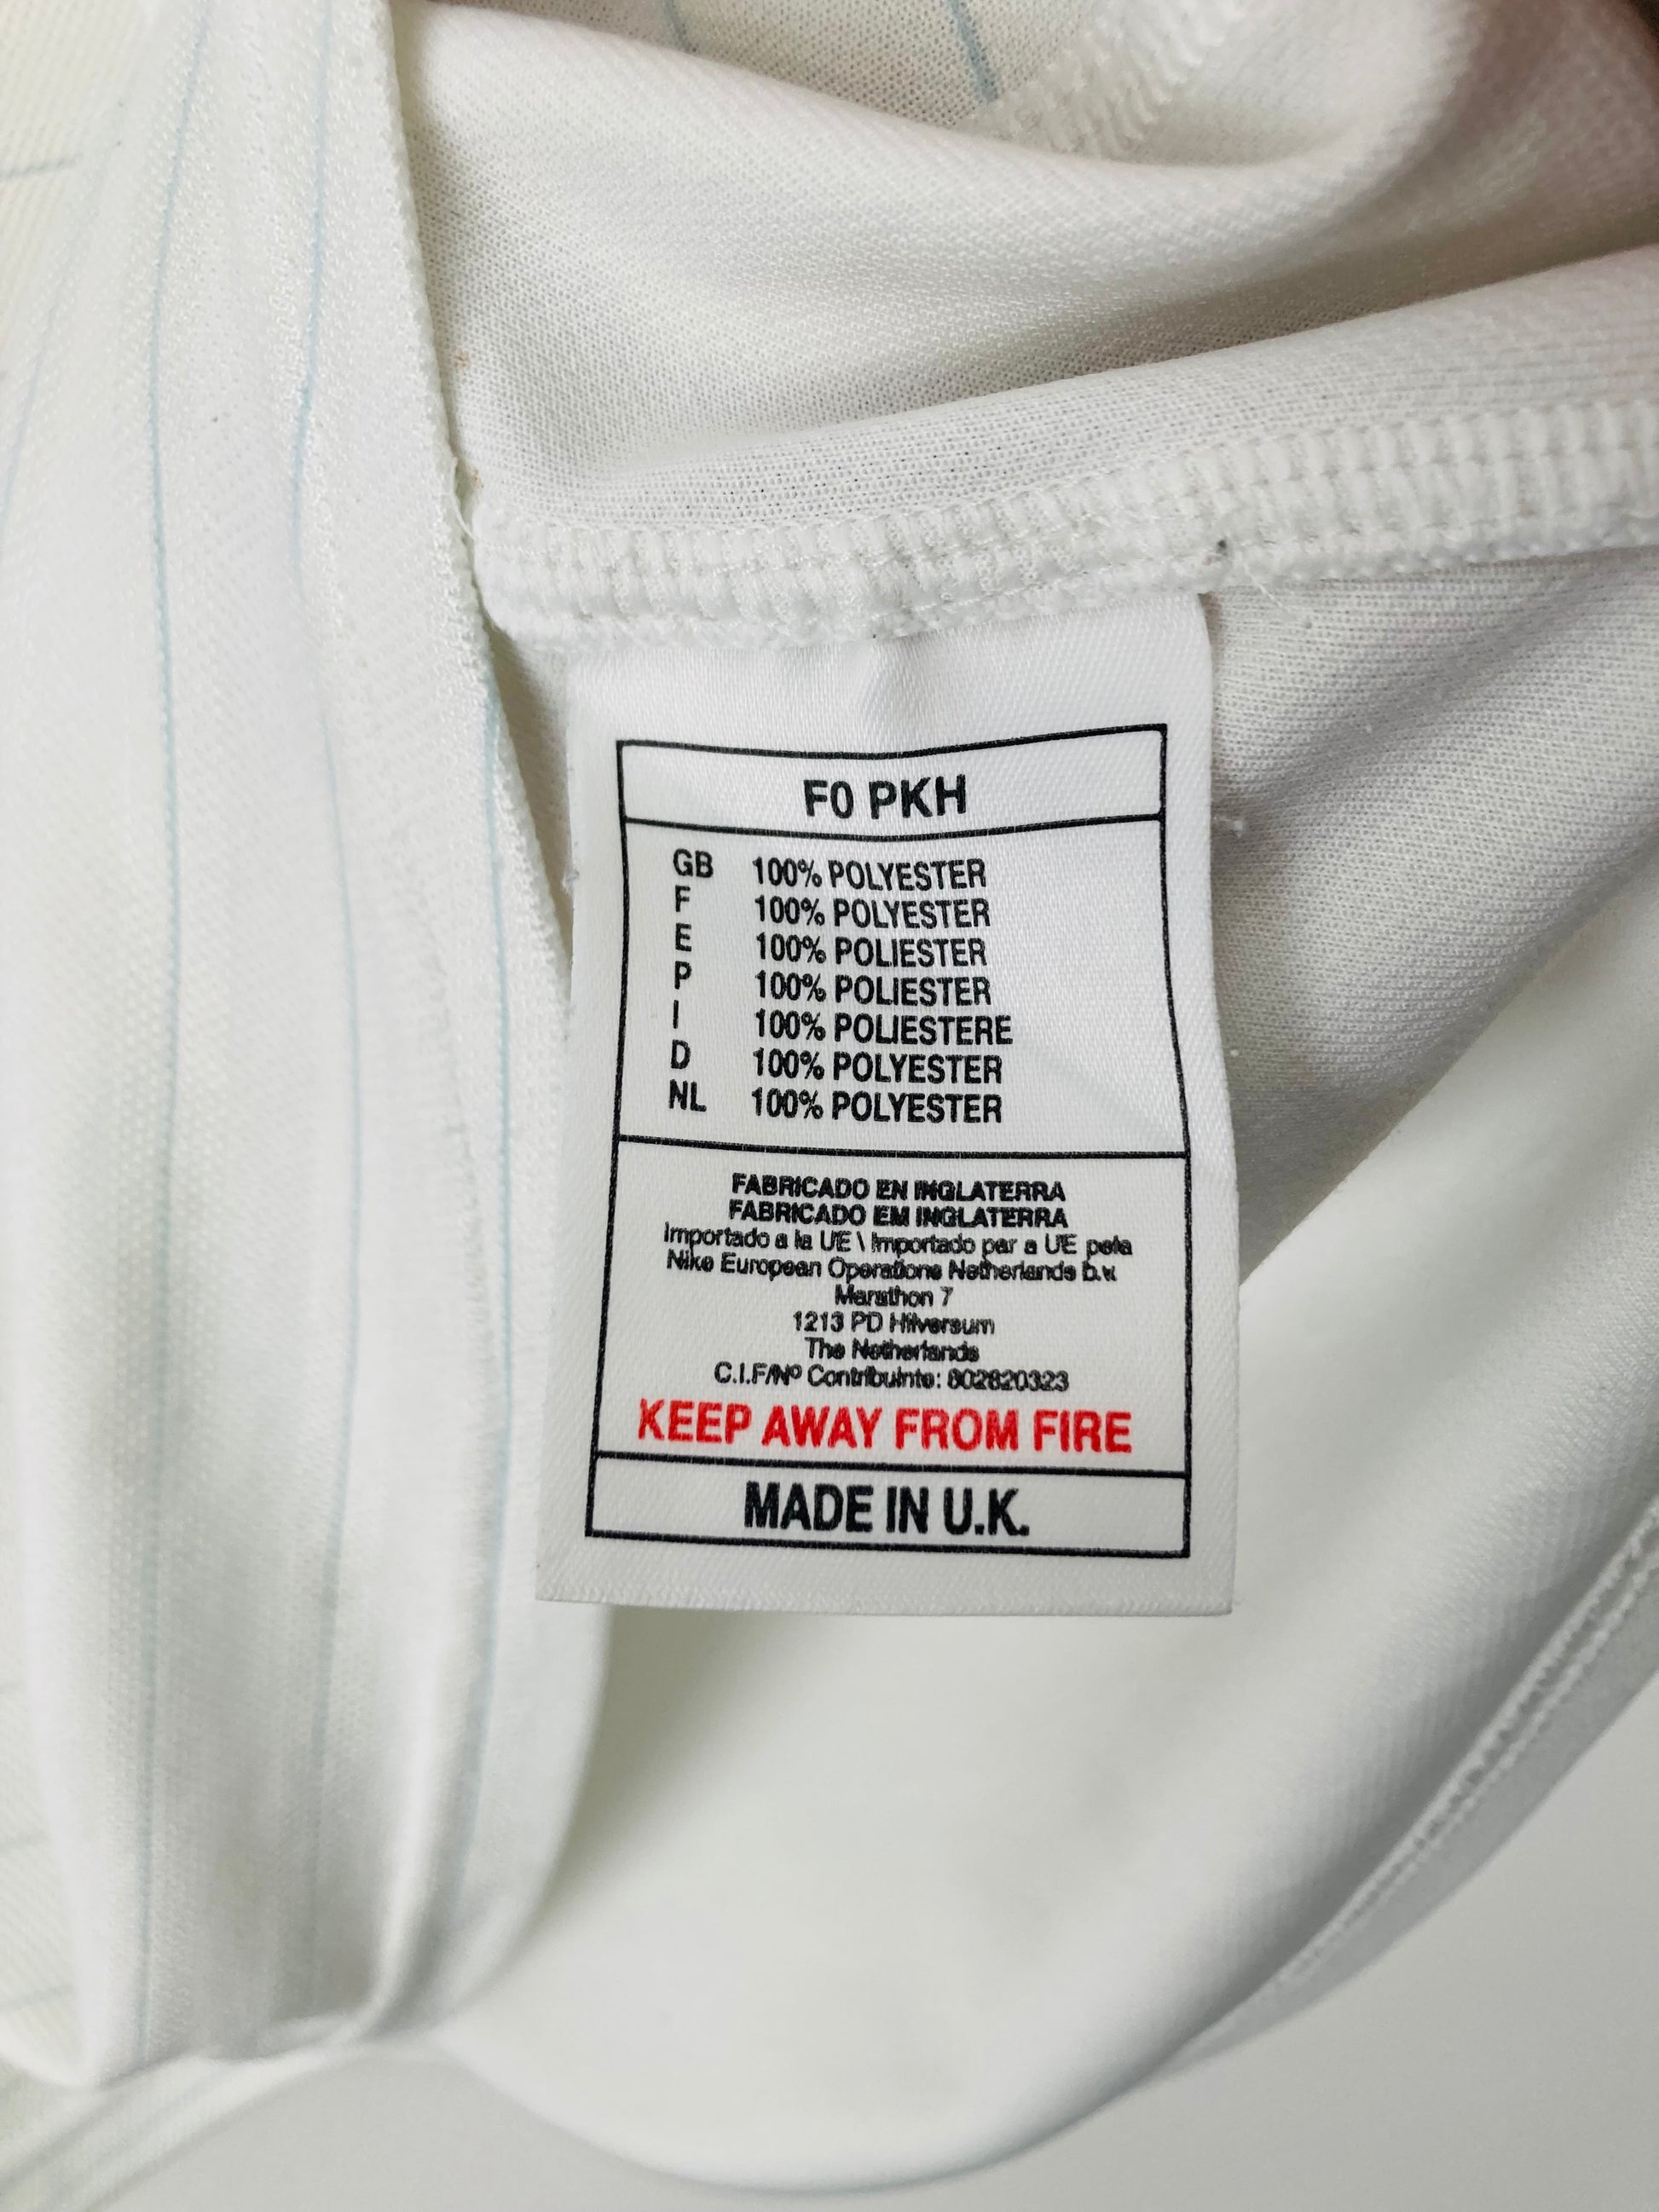 F0 PKH
GB 100% POLYESTER
F 100% POLYESTER
E 100% POLIESTER
P 100% POLIESTER
I 100% POLIESTERE
D 100% POLYESTER
NL 100% POLYESTER
FABRICADO EN INGLATERRA
FABRICADO EM INGLATERRA
Importado a la UE \ Importado par a UE pela
Nike European Operations Netherlands b.v.
Marathon 7
1213 PD Hilversum
The Netherlands
C.I.F/Nº Contribuinte: 802820323
KEEP AWAY FROM FIRE
MADE IN U.K.